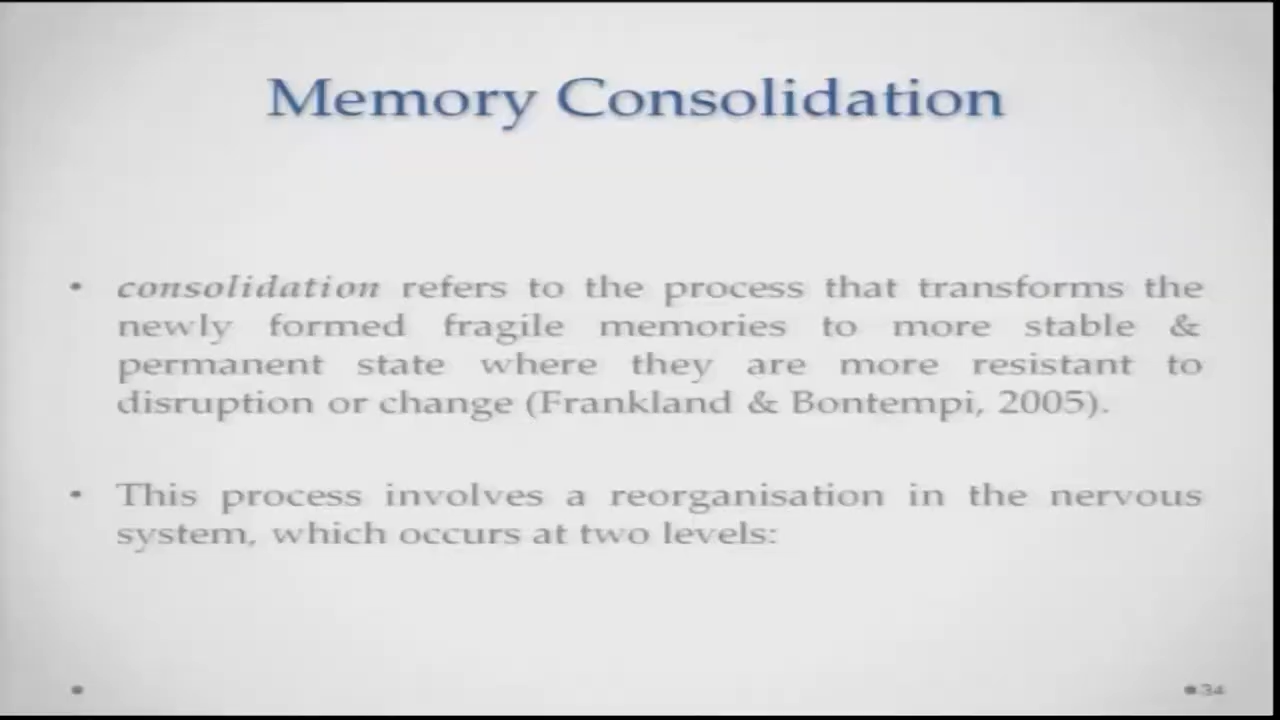 Memory Consolidation
• consolidation refers to the process that transforms the
newly formed fragile memories to more stable &
permanent state where they are more resistant to
disruption or change (Frankland & Bontempi, 2005).
• This process involves a reorganisation in the nervous
system, which occurs at two levels:
34